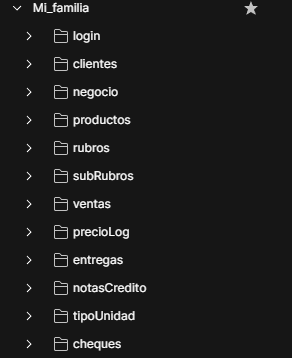 Mi_familia
login
clientes
negocio
productos
rubros
subRubros
ventas
precioLog
entregas
notasCredito
tipoUnidad
cheques